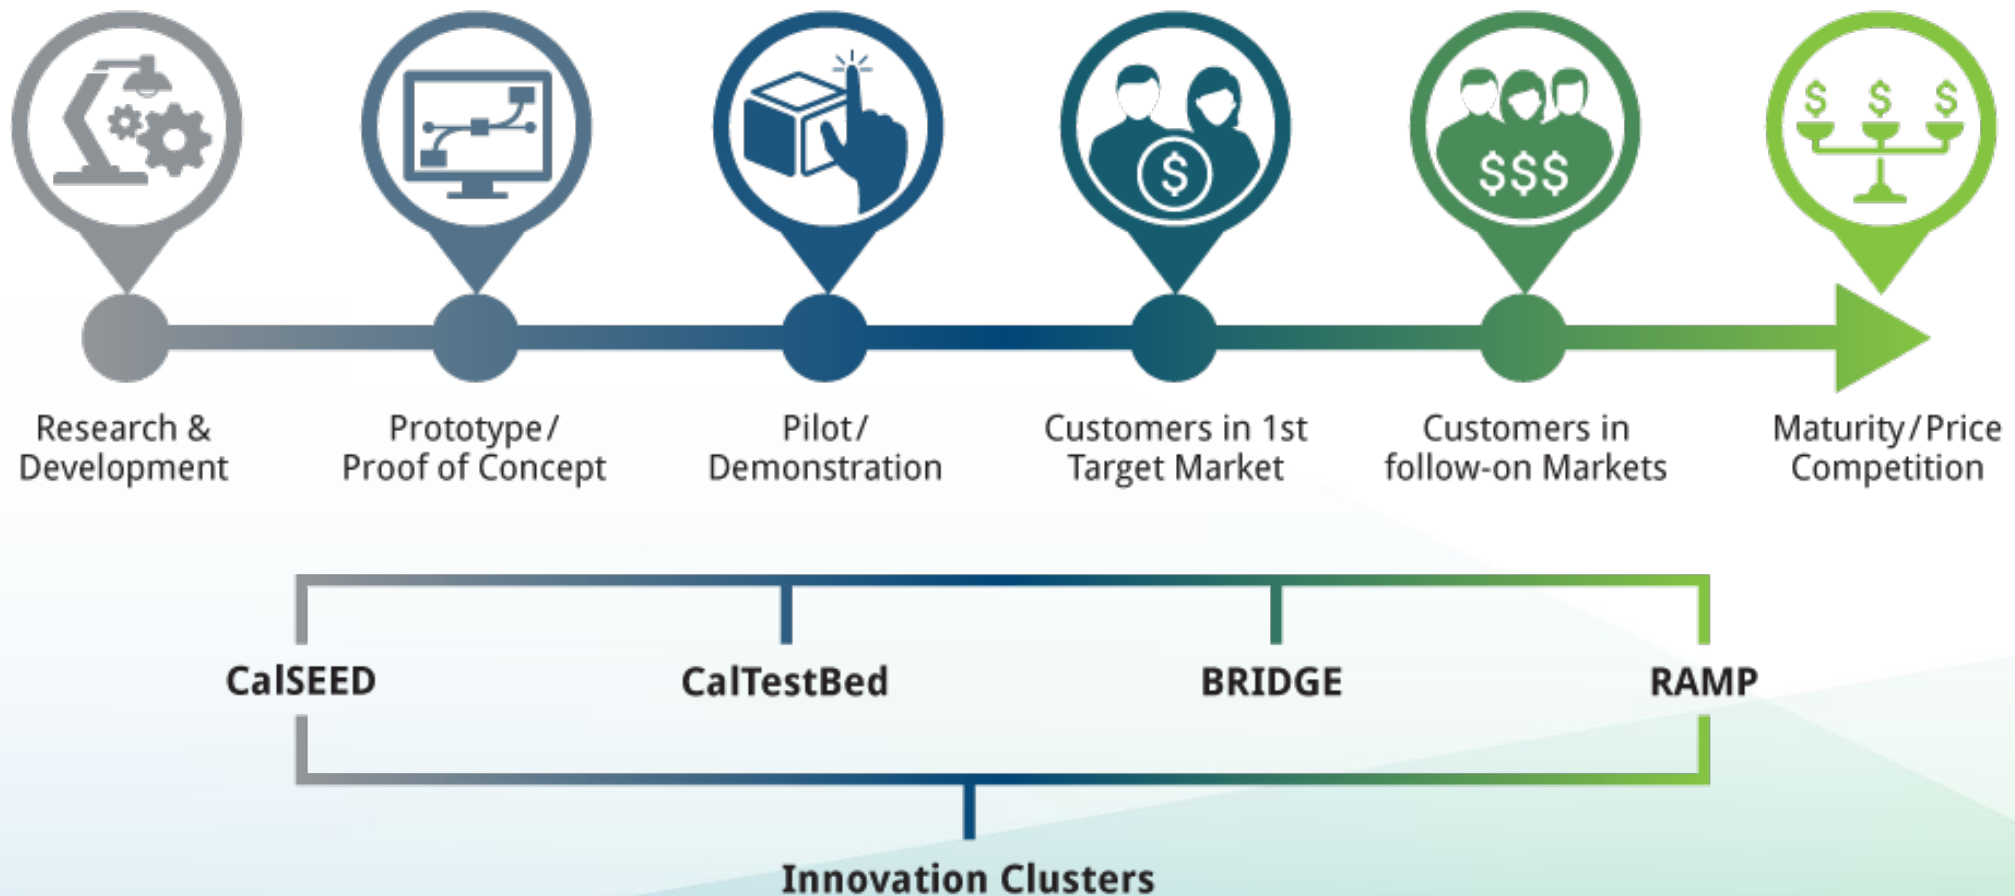 $
$$$
$ $ $
Research &
Development
Prototype/
Proof of Concept
Pilot/
Demonstration
Customers in 1st
Target Market
Customers in
follow-on Markets
Maturity/Price
Competition
CalSEED
CalTestBed
BRIDGE
RAMP
Innovation Clusters